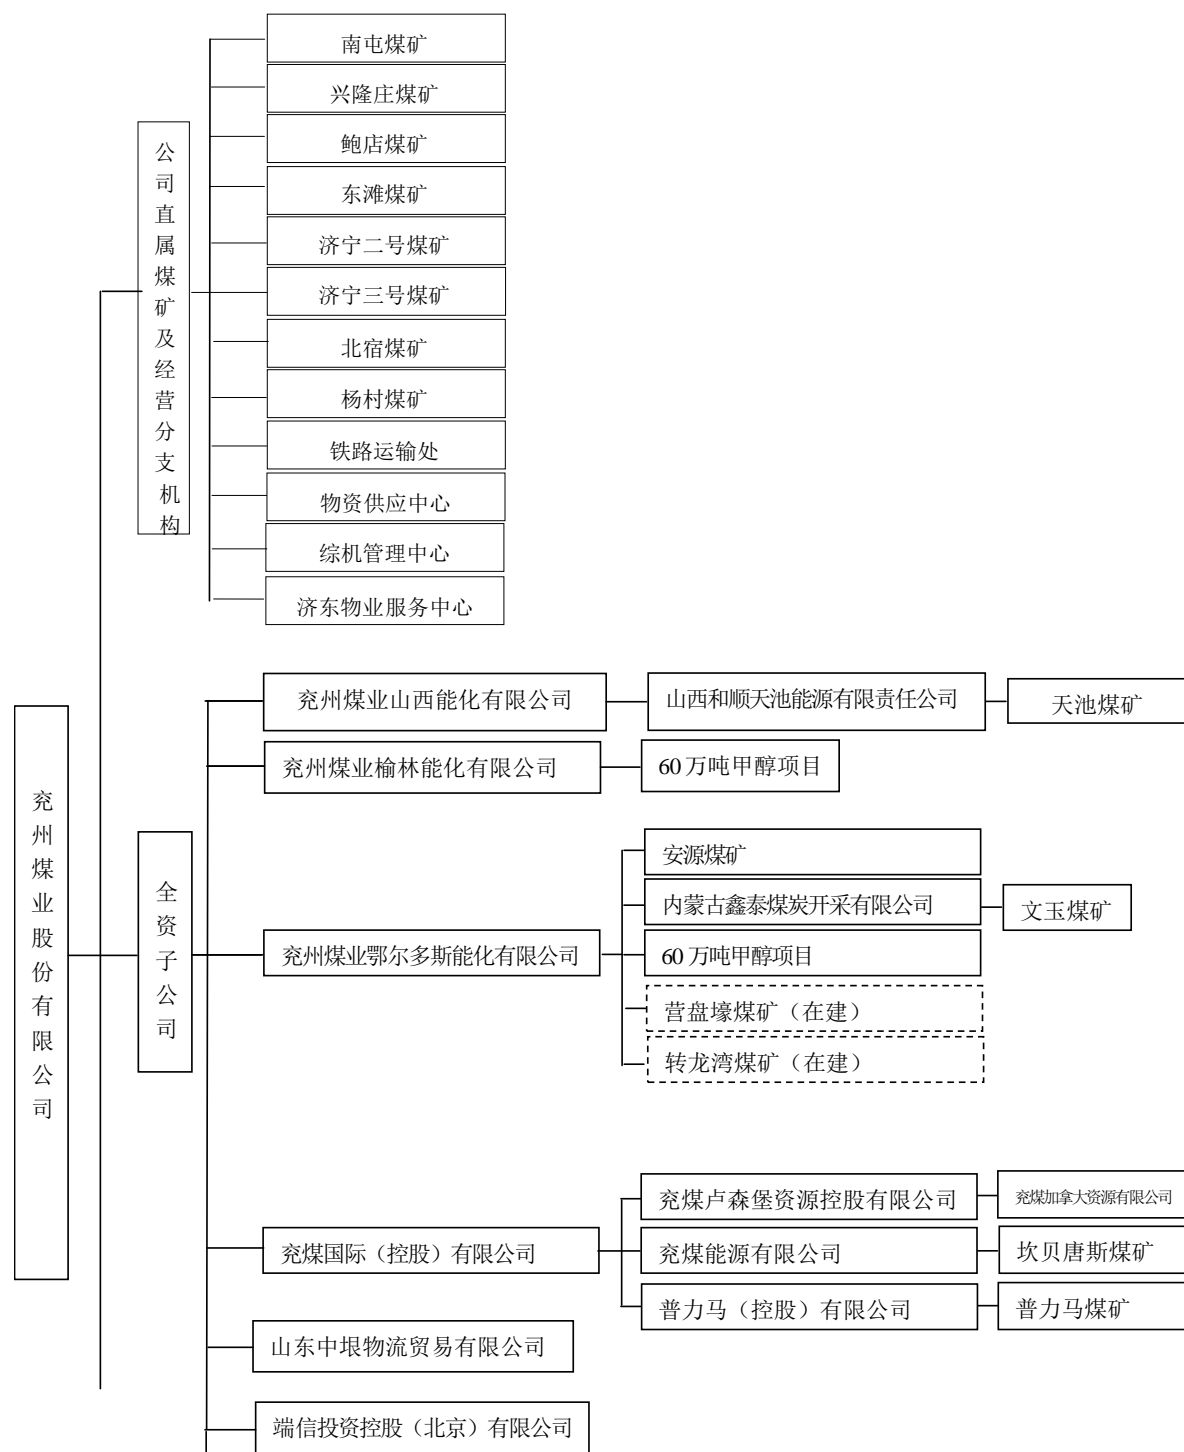 南屯煤矿
兴隆庄煤矿
鲍店煤矿
东滩煤矿
济宁二号煤矿
济宁三号煤矿
北宿煤矿
杨村煤矿
铁路运输处
物资供应中心
综机管理中心
济东物业服务中心
公司直属煤矿及经营分支机构
兖州煤业股份有限公司
全资子公司
兖州煤业山西能化有限公司
山西和顺天池能源有限责任公司
天池煤矿
兖州煤业榆林能化有限公司
60 万吨甲醇项目
兖州煤业鄂尔多斯能化有限公司
安源煤矿
内蒙古鑫泰煤炭开采有限公司
文玉煤矿
60 万吨甲醇项目
营盘壕煤矿（在建）
转龙湾煤矿（在建）
兖煤国际（控股）有限公司
兖煤卢森堡资源控股有限公司
兖煤加拿大资源有限公司
兖煤能源有限公司
坎贝唐斯煤矿
普力马（控股）有限公司
普力马煤矿
山东中垠物流贸易有限公司
端信投资控股（北京）有限公司